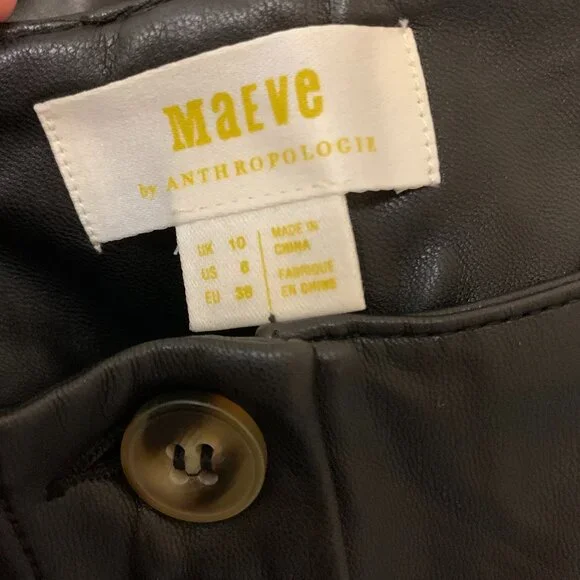 MaEve
by ANTHROPOLOGIE
UK 10
US 6
EU 38
MADE IN
CHINA
FABRIQUÉ
EN CHINE